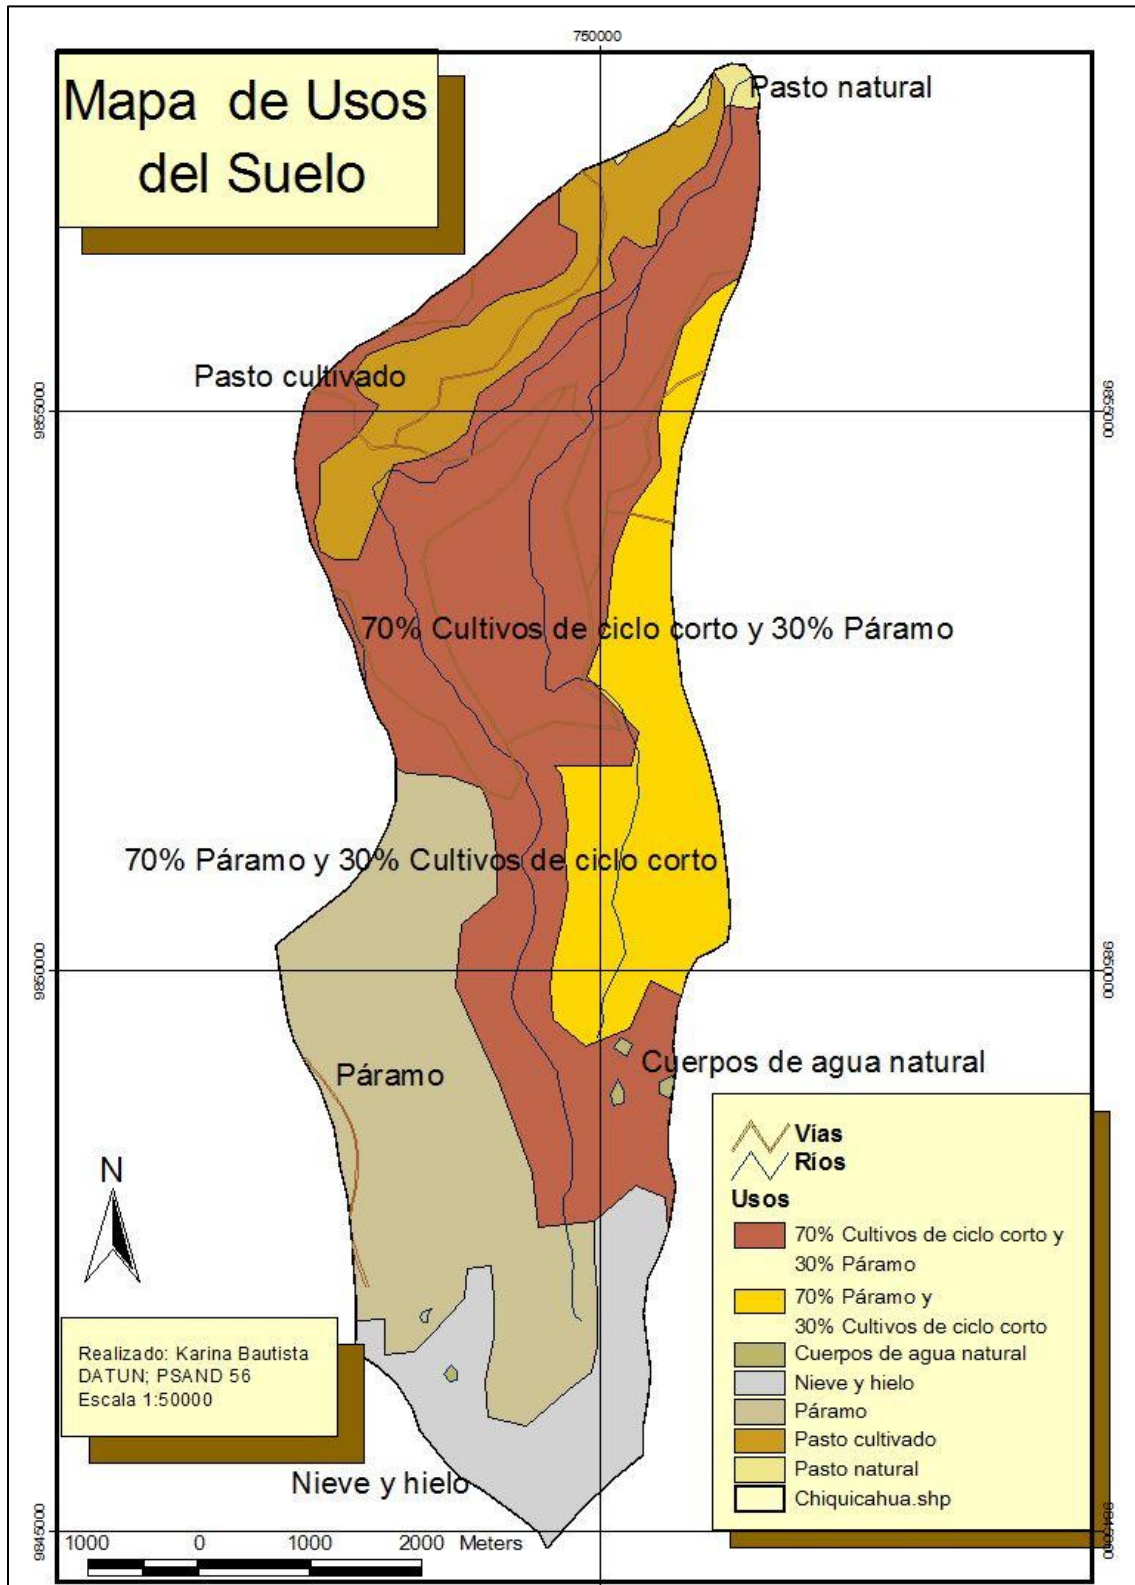 750000
Mapa de Usos
del Suelo
Pasto natural
Pasto cultivado
9855000
9855000
70% Cultivos de ciclo corto y 30% Páramo
70% Páramo y 30% Cultivos de ciclo corto
9850000
9850000
Páramo
Cuerpos de agua natural
N
Vías
Ríos
Usos
70% Cultivos de ciclo corto y
30% Páramo
70% Páramo y
30% Cultivos de ciclo corto
Cuerpos de agua natural
Nieve y hielo
Páramo
Pasto cultivado
Pasto natural
Chiquicahua.shp
Realizado: Karina Bautista
DATUN; PSAND 56
Escala 1:50000
Nieve y hielo
9845000
9845000
1000 0 1000 2000 Meters